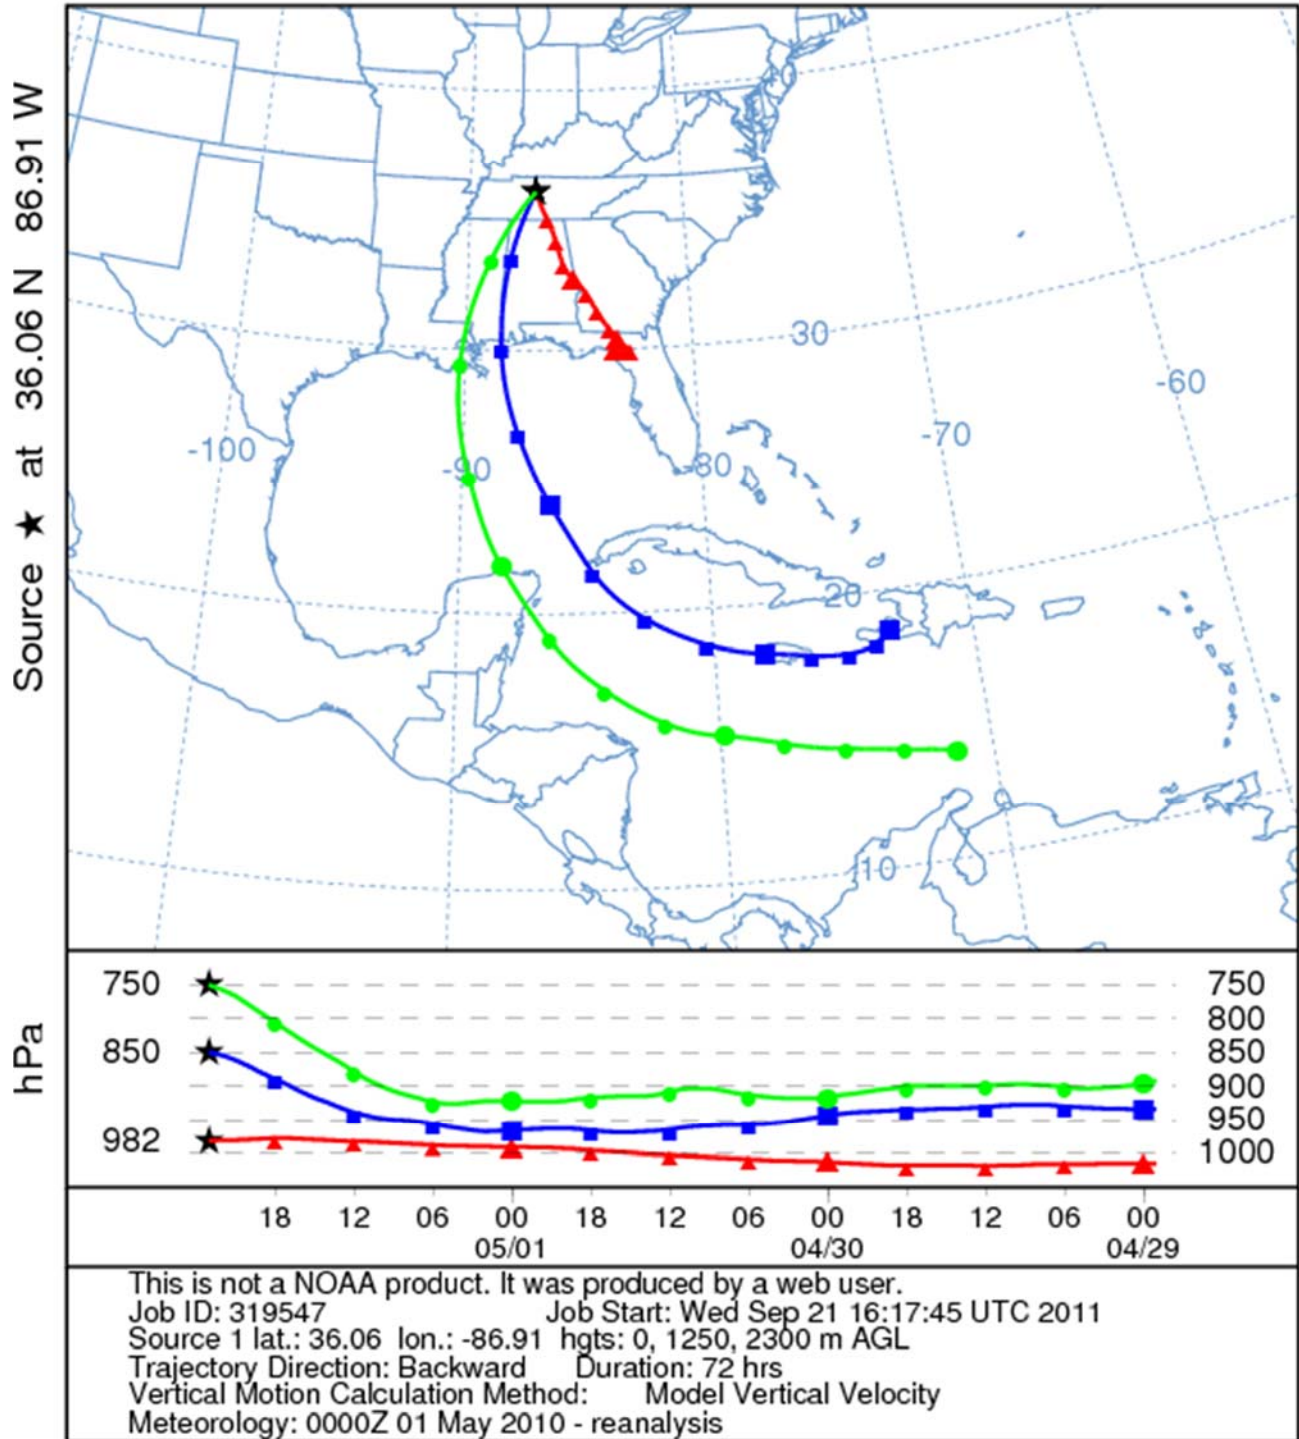 Source ★ at 36.06 N 86.91 W
40
30
-60
-70
-100
-90
-80
20
10
hPa
750 750
800
850 850
900
950
982 1000
18 12 06 00 18 12 06 00 18 12 06 00
05/01 04/30 04/29
This is not a NOAA product. It was produced by a web user.
Job ID: 319547 Job Start: Wed Sep 21 16:17:45 UTC 2011
Source 1 lat.: 36.06 lon.: -86.91 hgts: 0, 1250, 2300 m AGL
Trajectory Direction: Backward Duration: 72 hrs
Vertical Motion Calculation Method: Model Vertical Velocity
Meteorology: 0000Z 01 May 2010 - reanalysis